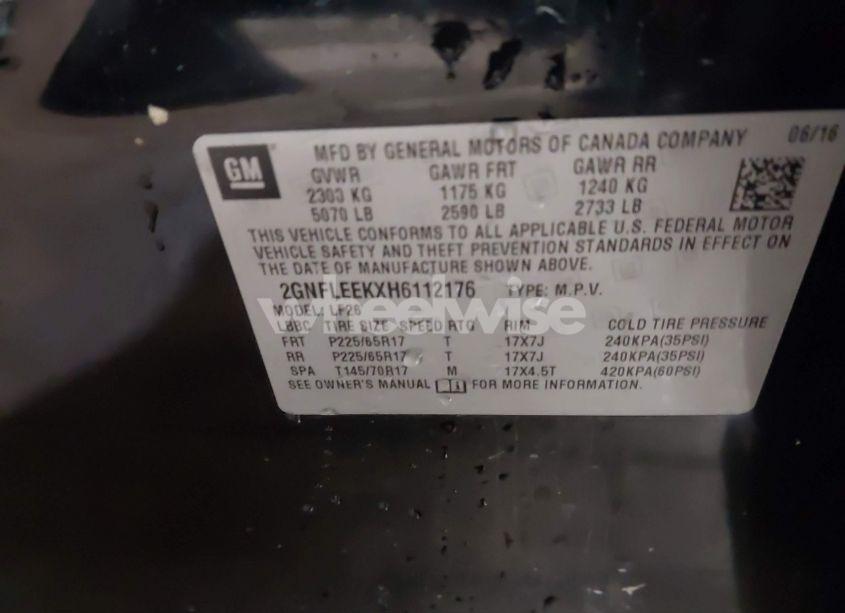 GM
MFD BY GENERAL MOTORS OF CANADA COMPANY 06/16
GVWR GAWR FRT GAWR RR
2303 KG 1175 KG 1240 KG
5070 LB 2590 LB 2733 LB
THIS VEHICLE CONFORMS TO ALL APPLICABLE U.S. FEDERAL MOTOR
VEHICLE SAFETY AND THEFT PREVENTION STANDARDS IN EFFECT ON
THE DATE OF MANUFACTURE SHOWN ABOVE.
2GNFLEEKXH6112176 TYPE: M.P.V.
wheelwise
MODEL: LF26
LBBC TIRE SIZE SPEED RTG RIM COLD TIRE PRESSURE
FRT P225/65R17 T 17X7J 240KPA(35PSI)
RR P225/65R17 T 17X7J 240KPA(35PSI)
SPA T145/70R17 M 17X4.5T 420KPA(60PSI)
SEE OWNER'S MANUAL FOR MORE INFORMATION.